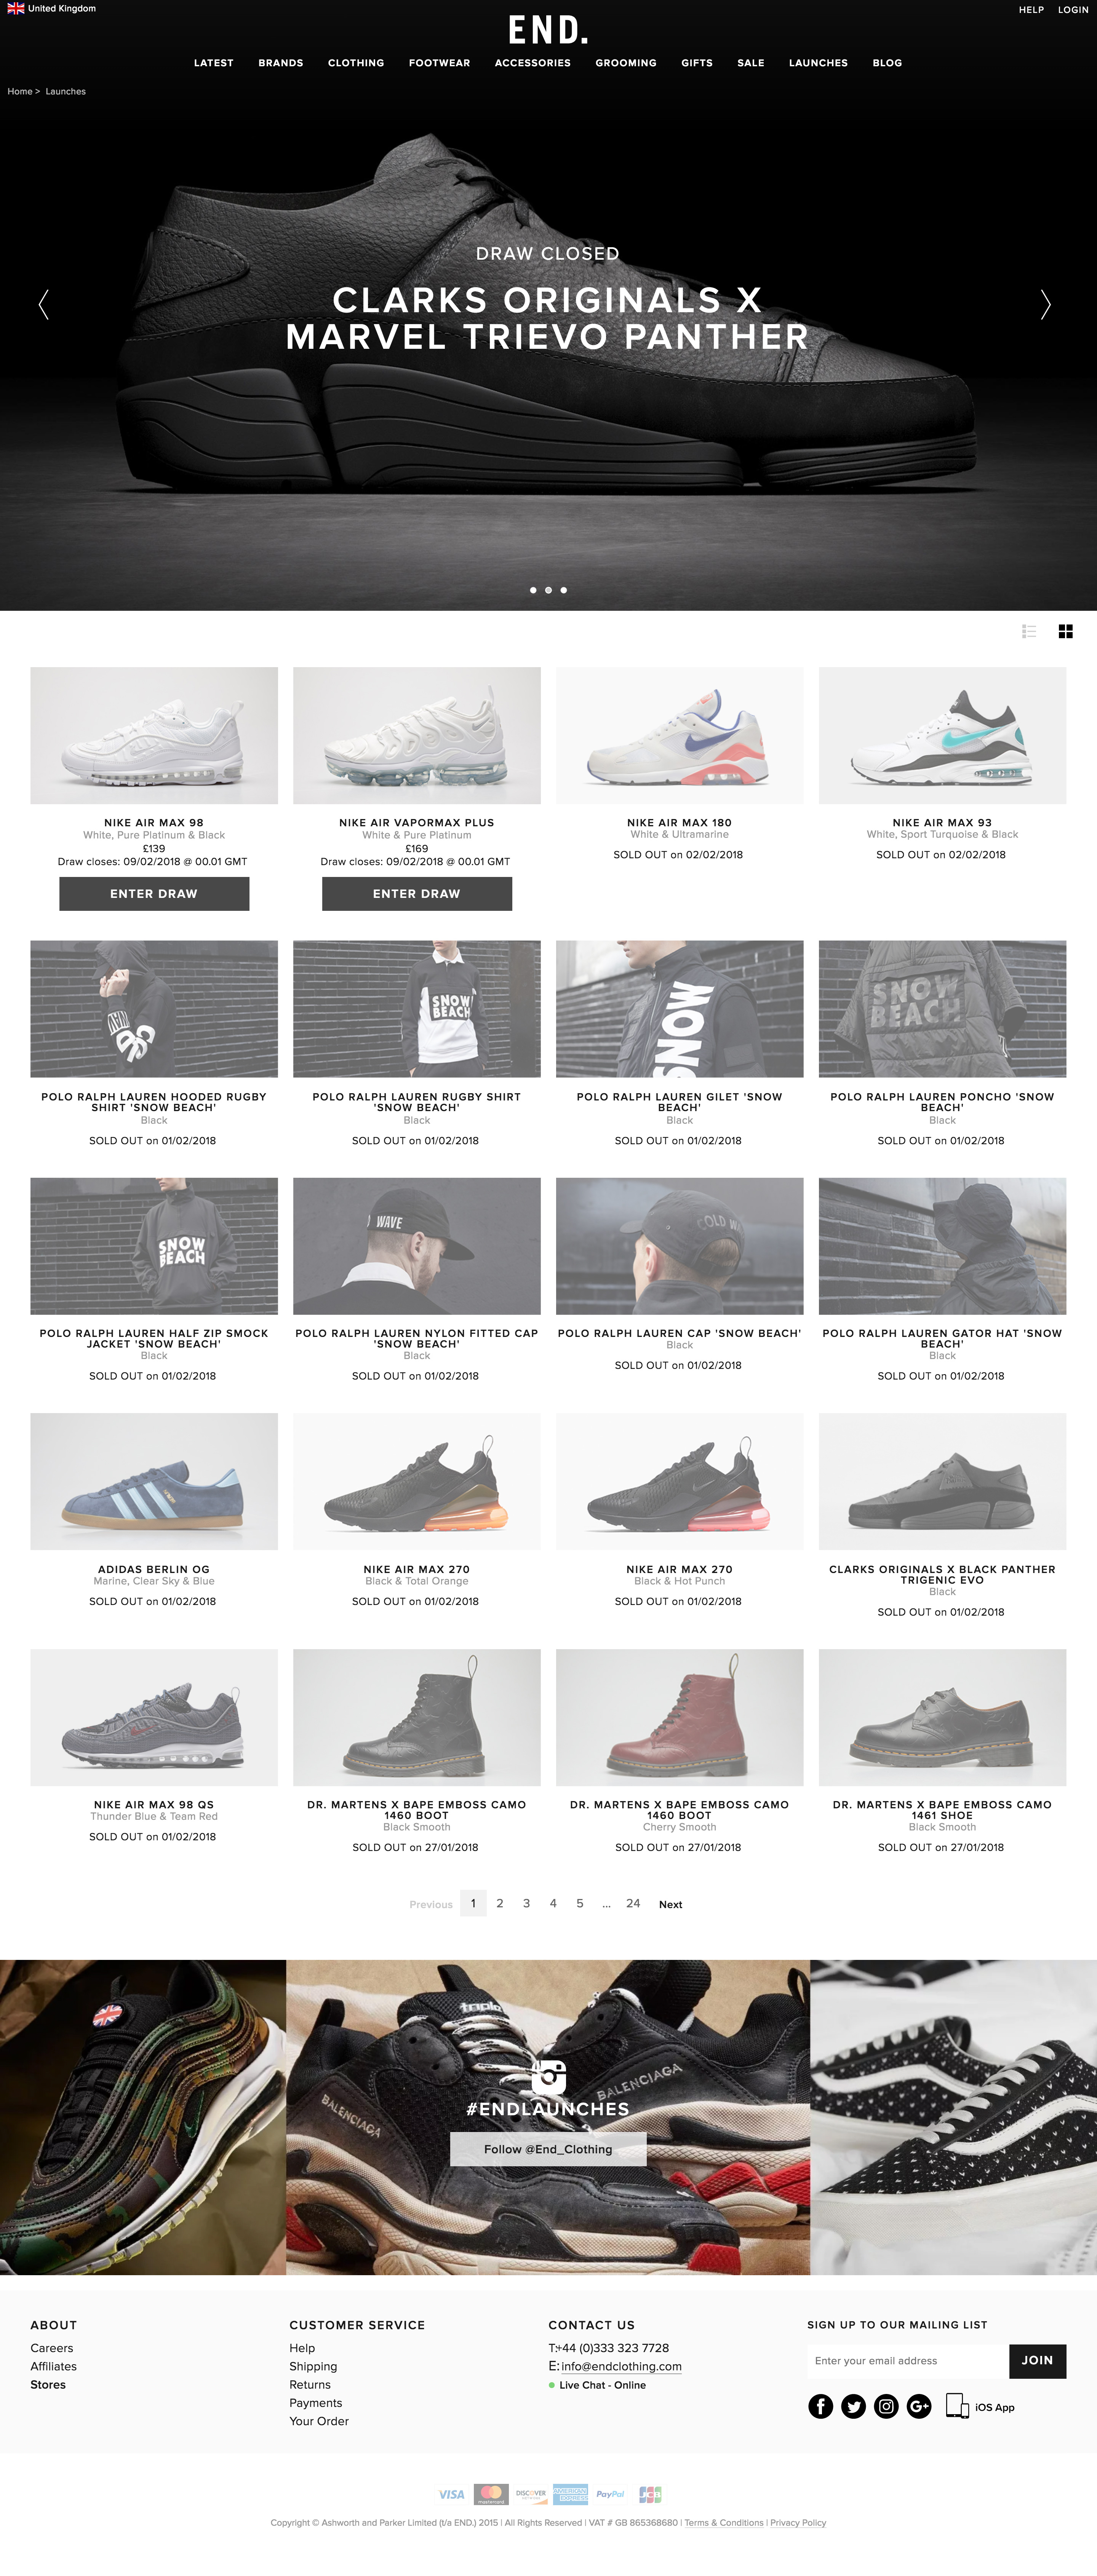 United Kingdom
HELP LOGIN
END.
LATEST BRANDS CLOTHING FOOTWEAR ACCESSORIES GROOMING GIFTS SALE LAUNCHES BLOG
Home > Launches
DRAW CLOSED
CLARKS ORIGINALS X
MARVEL TRIEVO PANTHER
NIKE AIR MAX 98
White, Pure Platinum & Black
£139
Draw closes: 09/02/2018 @ 00.01 GMT
ENTER DRAW
NIKE AIR VAPORMAX PLUS
White & Pure Platinum
£169
Draw closes: 09/02/2018 @ 00.01 GMT
ENTER DRAW
NIKE AIR MAX 180
White & Ultramarine
SOLD OUT on 02/02/2018
NIKE AIR MAX 93
White, Sport Turquoise & Black
SOLD OUT on 02/02/2018
SNOW
BEACH
SNOW
SNOW
BEACH
POLO RALPH LAUREN HOODED RUGBY
SHIRT 'SNOW BEACH'
Black
SOLD OUT on 01/02/2018
POLO RALPH LAUREN RUGBY SHIRT
'SNOW BEACH'
Black
SOLD OUT on 01/02/2018
POLO RALPH LAUREN GILET 'SNOW
BEACH'
Black
SOLD OUT on 01/02/2018
POLO RALPH LAUREN PONCHO 'SNOW
BEACH'
Black
SOLD OUT on 01/02/2018
SNOW
BEACH
WAVE
COLD W
POLO RALPH LAUREN HALF ZIP SMOCK
JACKET 'SNOW BEACH'
Black
SOLD OUT on 01/02/2018
POLO RALPH LAUREN NYLON FITTED CAP
'SNOW BEACH'
Black
SOLD OUT on 01/02/2018
POLO RALPH LAUREN CAP 'SNOW BEACH'
Black
SOLD OUT on 01/02/2018
POLO RALPH LAUREN GATOR HAT 'SNOW
BEACH'
Black
SOLD OUT on 01/02/2018
ADIDAS BERLIN OG
Marine, Clear Sky & Blue
SOLD OUT on 01/02/2018
NIKE AIR MAX 270
Black & Total Orange
SOLD OUT on 01/02/2018
NIKE AIR MAX 270
Black & Hot Punch
SOLD OUT on 01/02/2018
CLARKS ORIGINALS X BLACK PANTHER
TRIGENIC EVO
Black
SOLD OUT on 01/02/2018
NIKE AIR MAX 98 QS
Thunder Blue & Team Red
SOLD OUT on 01/02/2018
DR. MARTENS X BAPE EMBOSS CAMO
1460 BOOT
Black Smooth
SOLD OUT on 27/01/2018
DR. MARTENS X BAPE EMBOSS CAMO
1460 BOOT
Cherry Smooth
SOLD OUT on 27/01/2018
DR. MARTENS X BAPE EMBOSS CAMO
1461 SHOE
Black Smooth
SOLD OUT on 27/01/2018
Previous 1 2 3 4 5 ... 24 Next
triple
BALENCIAGA
BALENCIAGA
#ENDLAUNCHES
Follow @End_Clothing
ABOUT
Careers
Affiliates
Stores
CUSTOMER SERVICE
Help
Shipping
Returns
Payments
Your Order
CONTACT US
T:+44 (0)333 323 7728
E: info@endclothing.com
Live Chat - Online
SIGN UP TO OUR MAILING LIST
Enter your email address
JOIN
iOS App
VISA mastercard DISCOVER AMERICAN EXPRESS PayPal JCB
Copyright © Ashworth and Parker Limited (t/a END.) 2015 | All Rights Reserved | VAT # GB 865368680 | Terms & Conditions | Privacy Policy